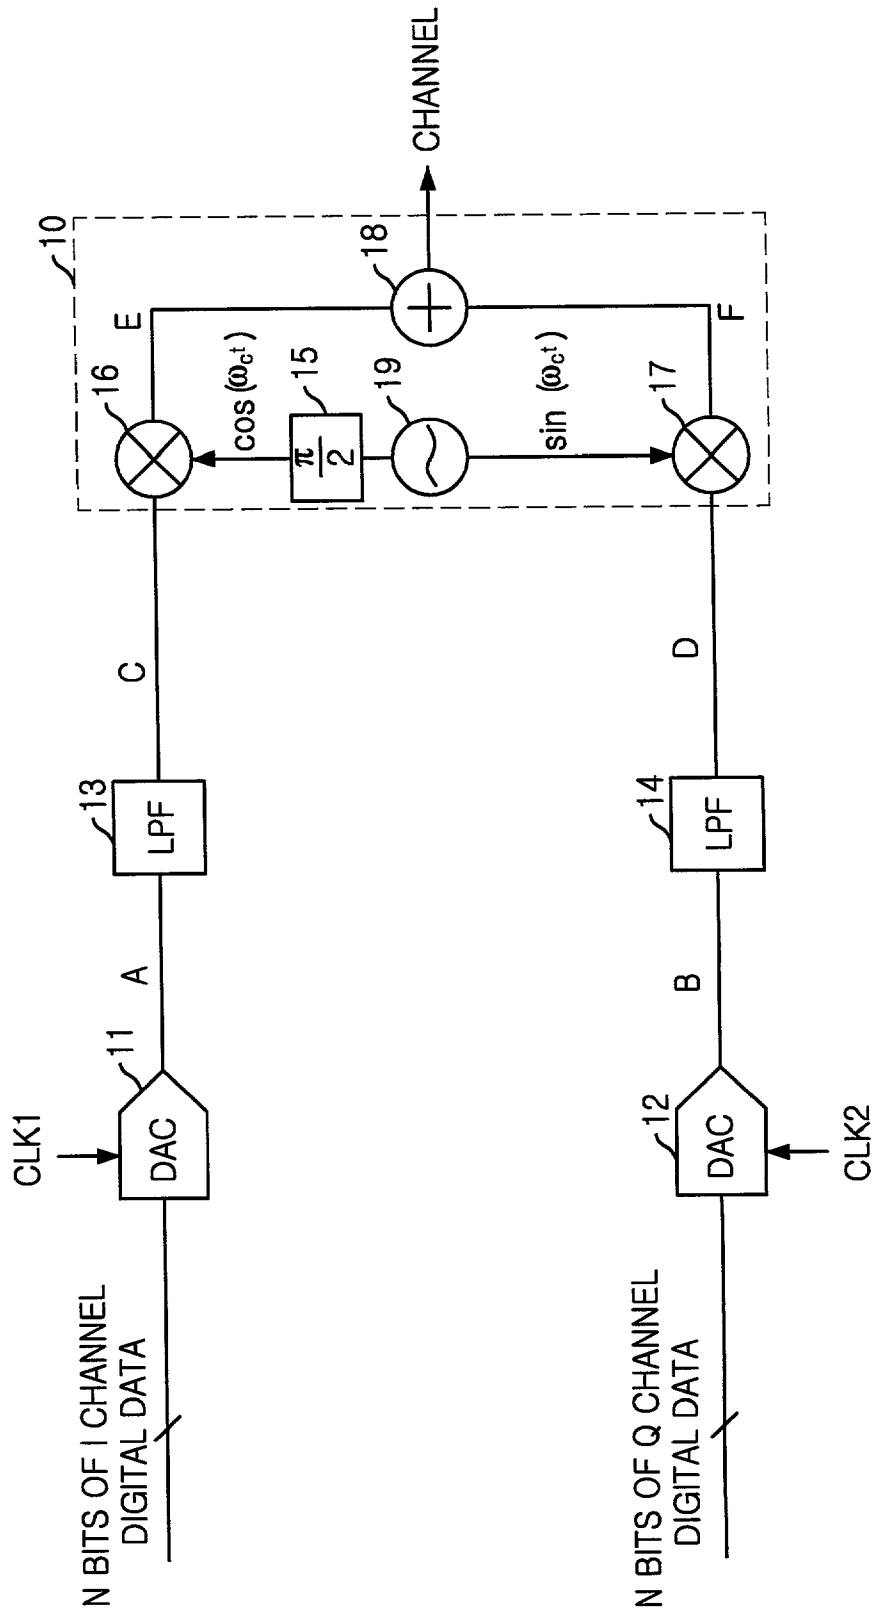 N BITS OF I CHANNEL
DIGITAL DATA
CLK1
DAC
11
A
13
LPF
C
16
E
10
cos (ωct)
π
2
15
19
18
+
CHANNEL
sin (ωct)
17
F
N BITS OF Q CHANNEL
DIGITAL DATA
CLK2
DAC
12
B
14
LPF
D